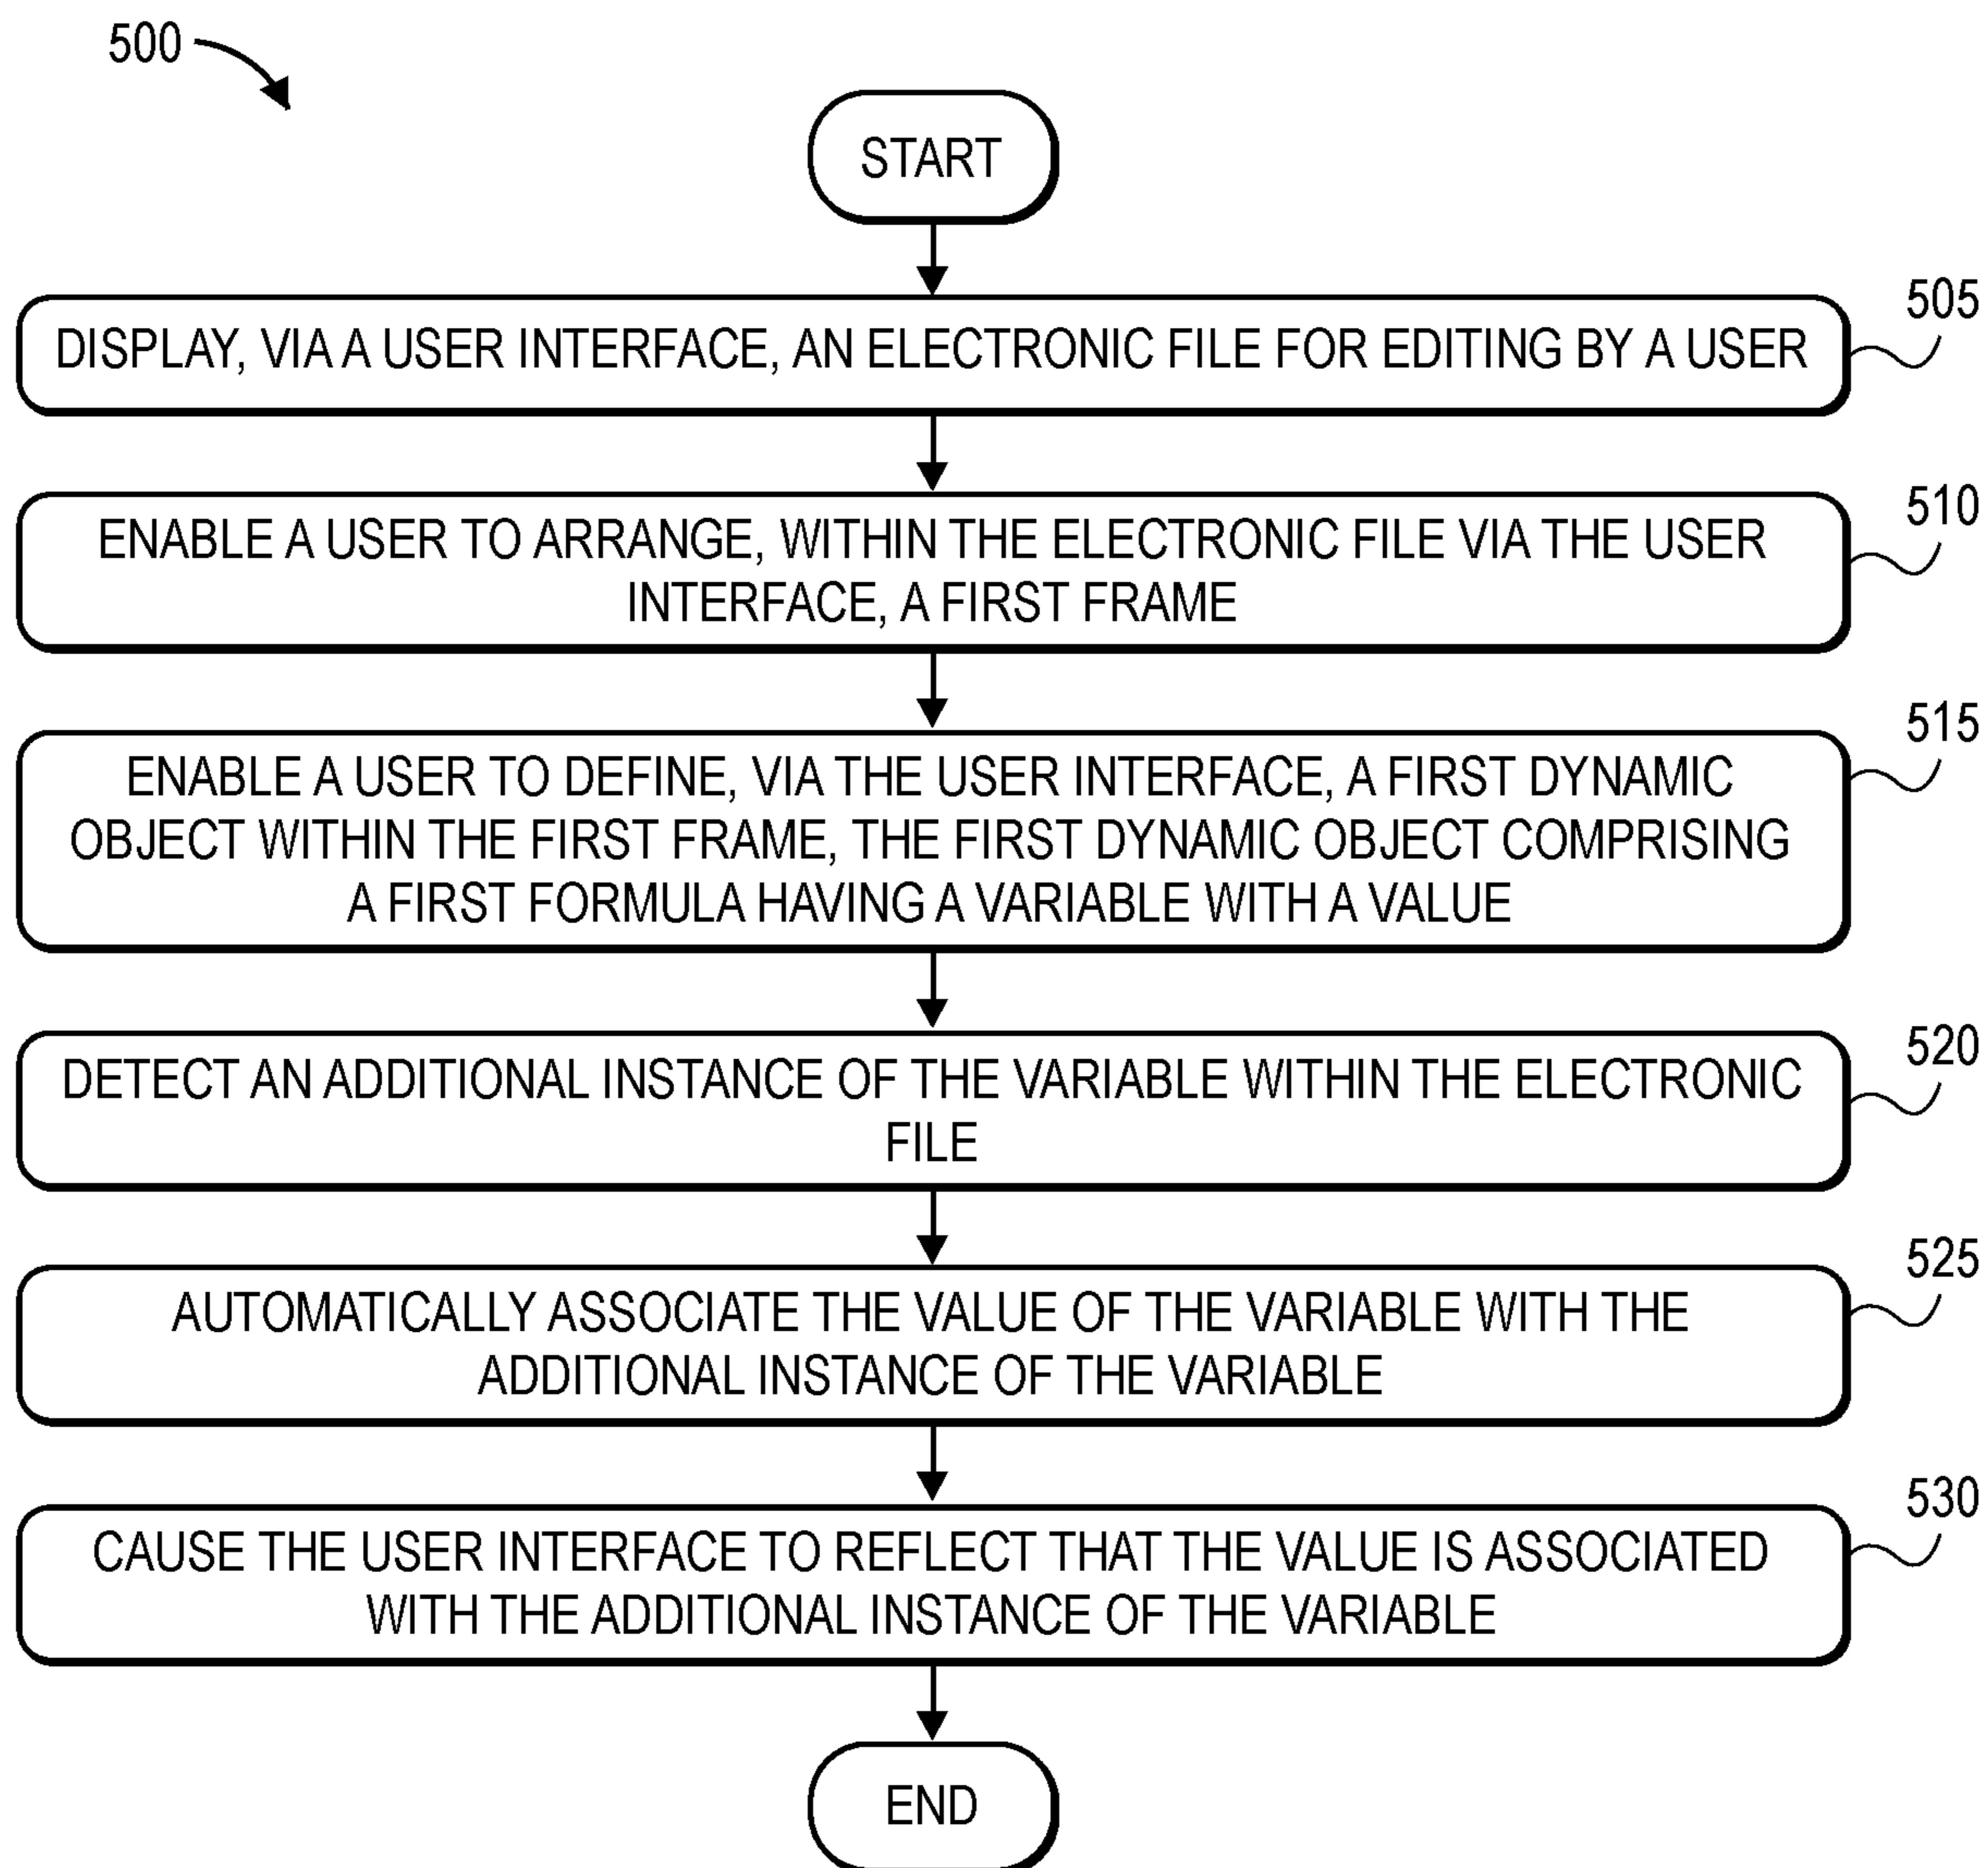 500
START
505
DISPLAY, VIA A USER INTERFACE, AN ELECTRONIC FILE FOR EDITING BY A USER
510
ENABLE A USER TO ARRANGE, WITHIN THE ELECTRONIC FILE VIA THE USER
INTERFACE, A FIRST FRAME
515
ENABLE A USER TO DEFINE, VIA THE USER INTERFACE, A FIRST DYNAMIC
OBJECT WITHIN THE FIRST FRAME, THE FIRST DYNAMIC OBJECT COMPRISING
A FIRST FORMULA HAVING A VARIABLE WITH A VALUE
520
DETECT AN ADDITIONAL INSTANCE OF THE VARIABLE WITHIN THE ELECTRONIC
FILE
525
AUTOMATICALLY ASSOCIATE THE VALUE OF THE VARIABLE WITH THE
ADDITIONAL INSTANCE OF THE VARIABLE
530
CAUSE THE USER INTERFACE TO REFLECT THAT THE VALUE IS ASSOCIATED
WITH THE ADDITIONAL INSTANCE OF THE VARIABLE
END